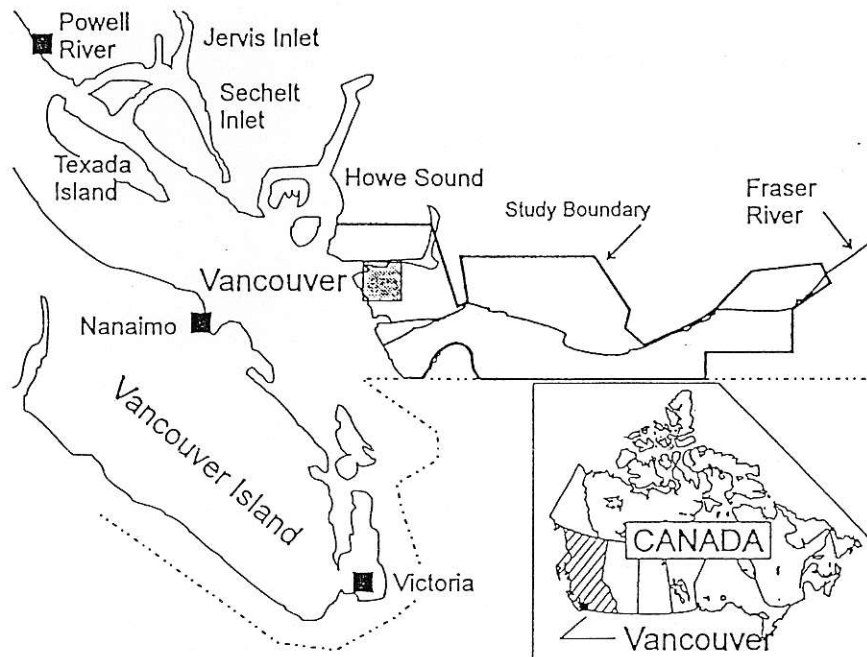 Powell
River
Jervis Inlet
Sechelt
Inlet
Texada
Island
Howe Sound
Study Boundary
Fraser
River
Vancouver
Nanaimo
Vancouver Island
Victoria
CANADA
Vancouver